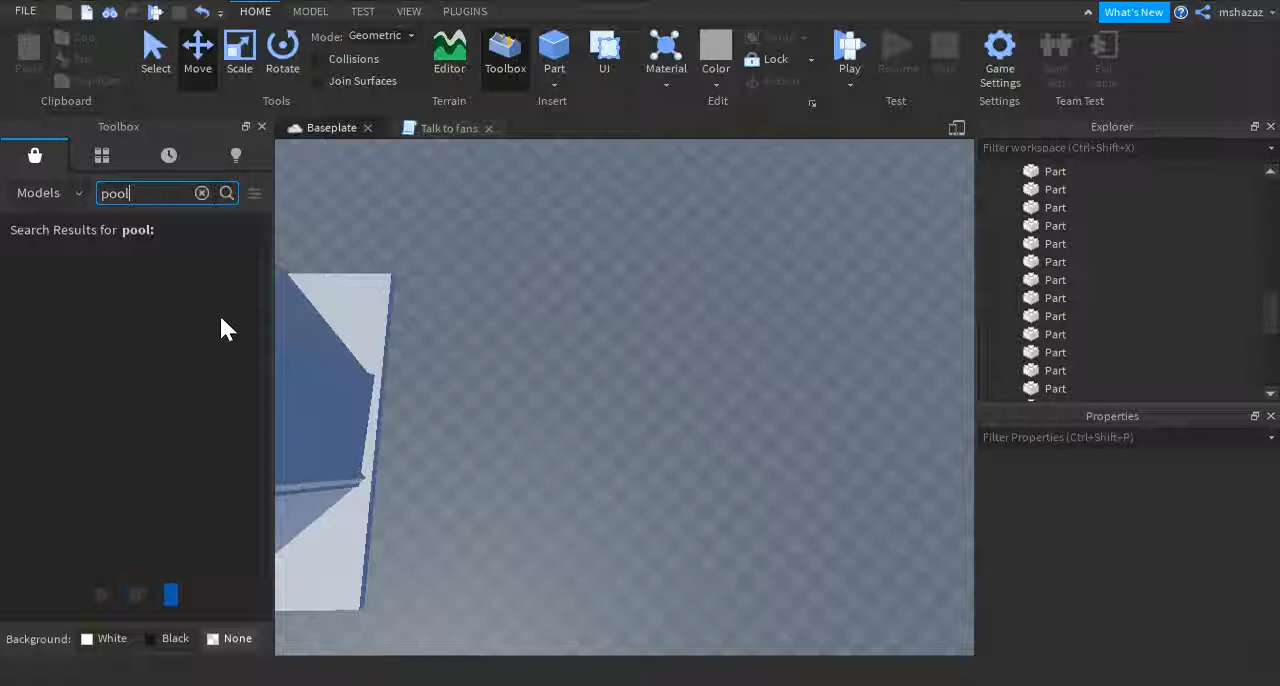 FILE HOME MODEL TEST VIEW PLUGINS What's New mshazaz
Mode: Geometric
Collisions
Join Surfaces
Select Move Scale Rotate Editor Toolbox Part UI Material Color Lock Play Game Settings
Clipboard Tools Terrain Insert Edit Test Settings Team Test
Toolbox
Baseplate Talk to fans
Explorer
Filter workspace (Ctrl+Shift+X)
Models pool
Search Results for pool:
Part
Part
Part
Part
Part
Part
Part
Part
Part
Part
Part
Part
Part
Properties
Filter Properties (Ctrl+Shift+P)
Background: White Black None